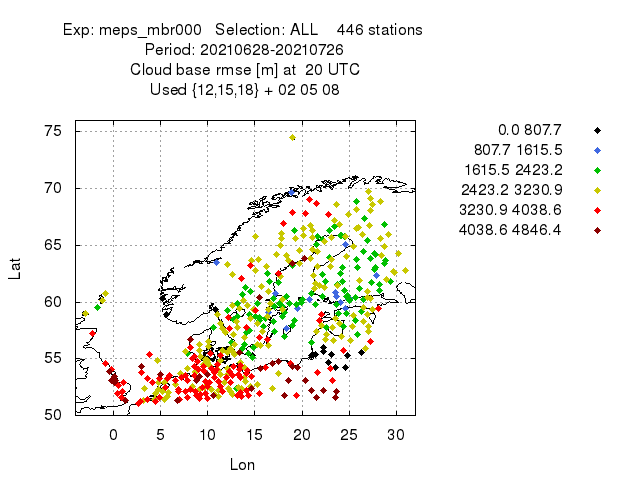 Exp: meps_mbr000 Selection: ALL 446 stations
Period: 20210628-20210726
Cloud base rmse [m] at 20 UTC
Used {12,15,18} + 02 05 08
75
70
65
60
55
50
Lat
0 5 10 15 20 25 30
Lon
0.0 807.7
807.7 1615.5
1615.5 2423.2
2423.2 3230.9
3230.9 4038.6
4038.6 4846.4